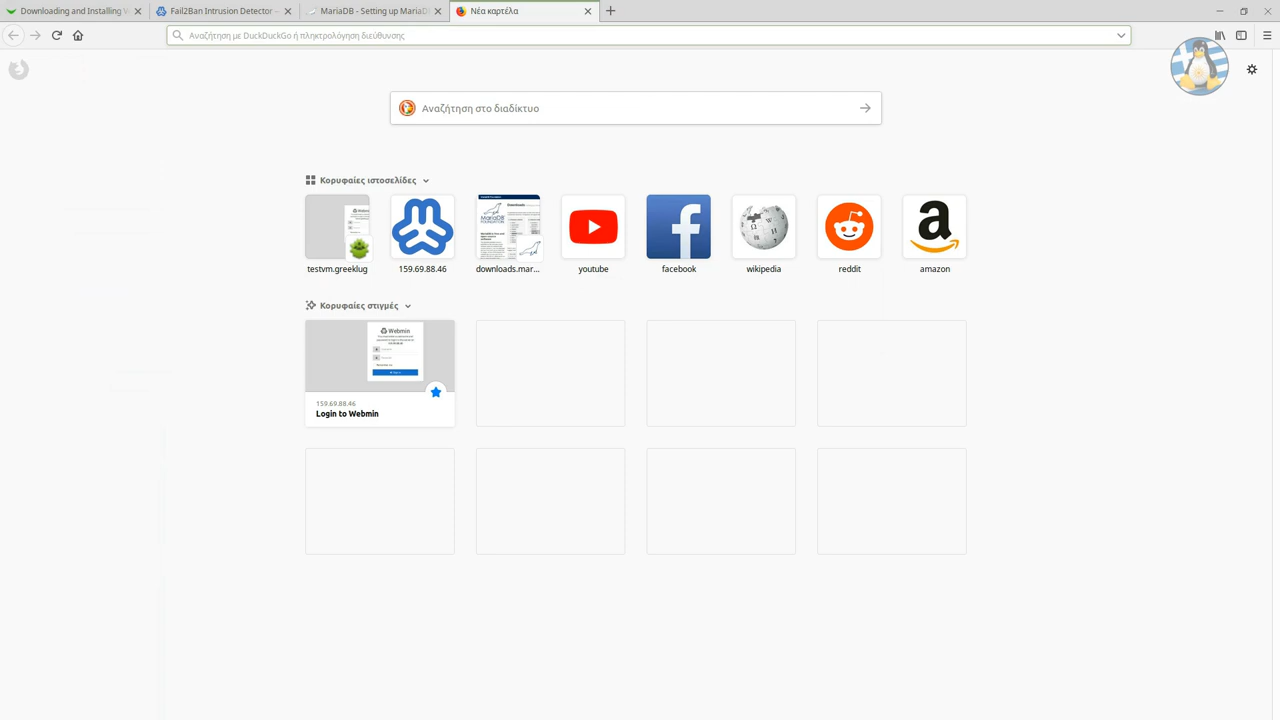 Downloading and Installing V
Fail2Ban Intrusion Detector –
MariaDB - Setting up MariaD
Νέα καρτέλα
Αναζήτηση με DuckDuckGo ή πληκτρολόγηση διεύθυνσης
Αναζήτηση στο διαδίκτυο
Κορυφαίες ιστοσελίδες
testvm.greeklug
159.69.88.46
downloads.mar...
youtube
facebook
wikipedia
reddit
amazon
Κορυφαίες στιγμές
Webmin
159.69.88.46
Login to Webmin